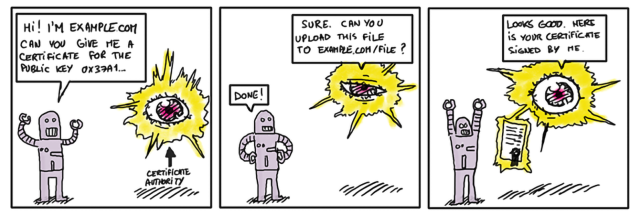 Hi! I'M EXAMPLE.COM
CAN YOU GIVE ME A
CERTIFICATE FOR THE
PUBLIC KEY 0X39A1...
CERTIFICATE
AUTHORITY
SURE. CAN YOU
UPLOAD THIS FILE
TO EXAMPLE.COM/FILE?
DONE!
LOOKS GOOD. HERE
IS YOUR CERTIFICATE
SIGNED BY ME.